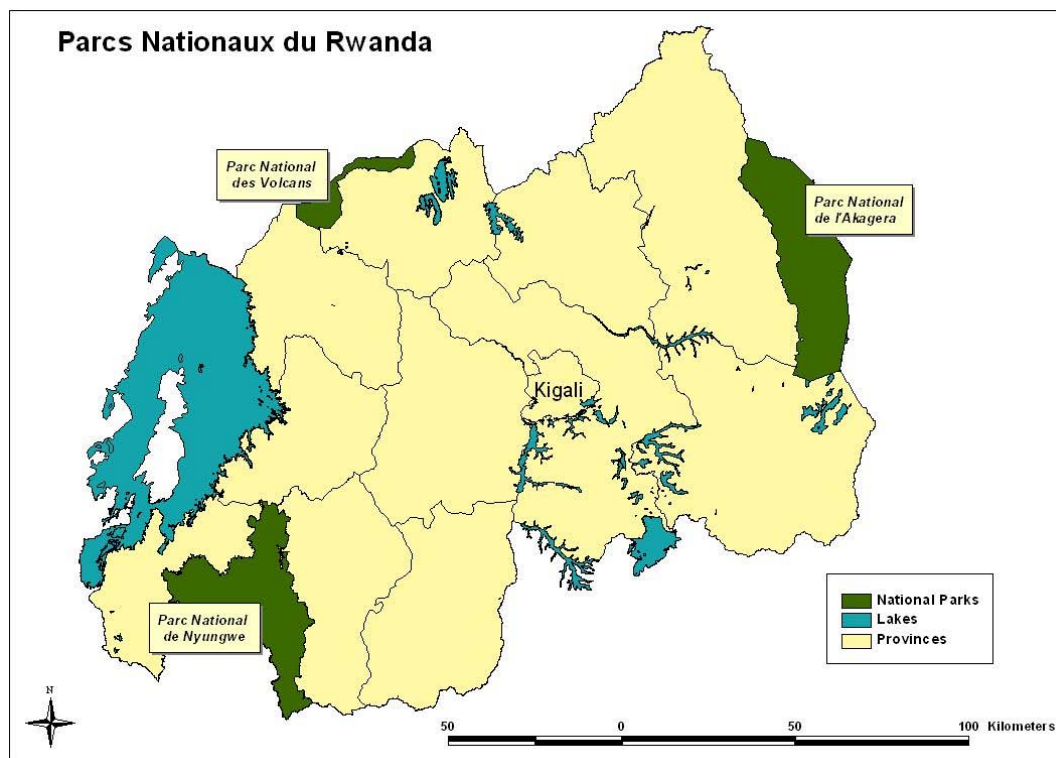 Parcs Nationaux du Rwanda
Parc National
des Volcans
Parc National
de l'Akagera
Kigali
Parc National
de Nyungwe
National Parks
Lakes
Provinces
N
50 0 50 100 Kilometers